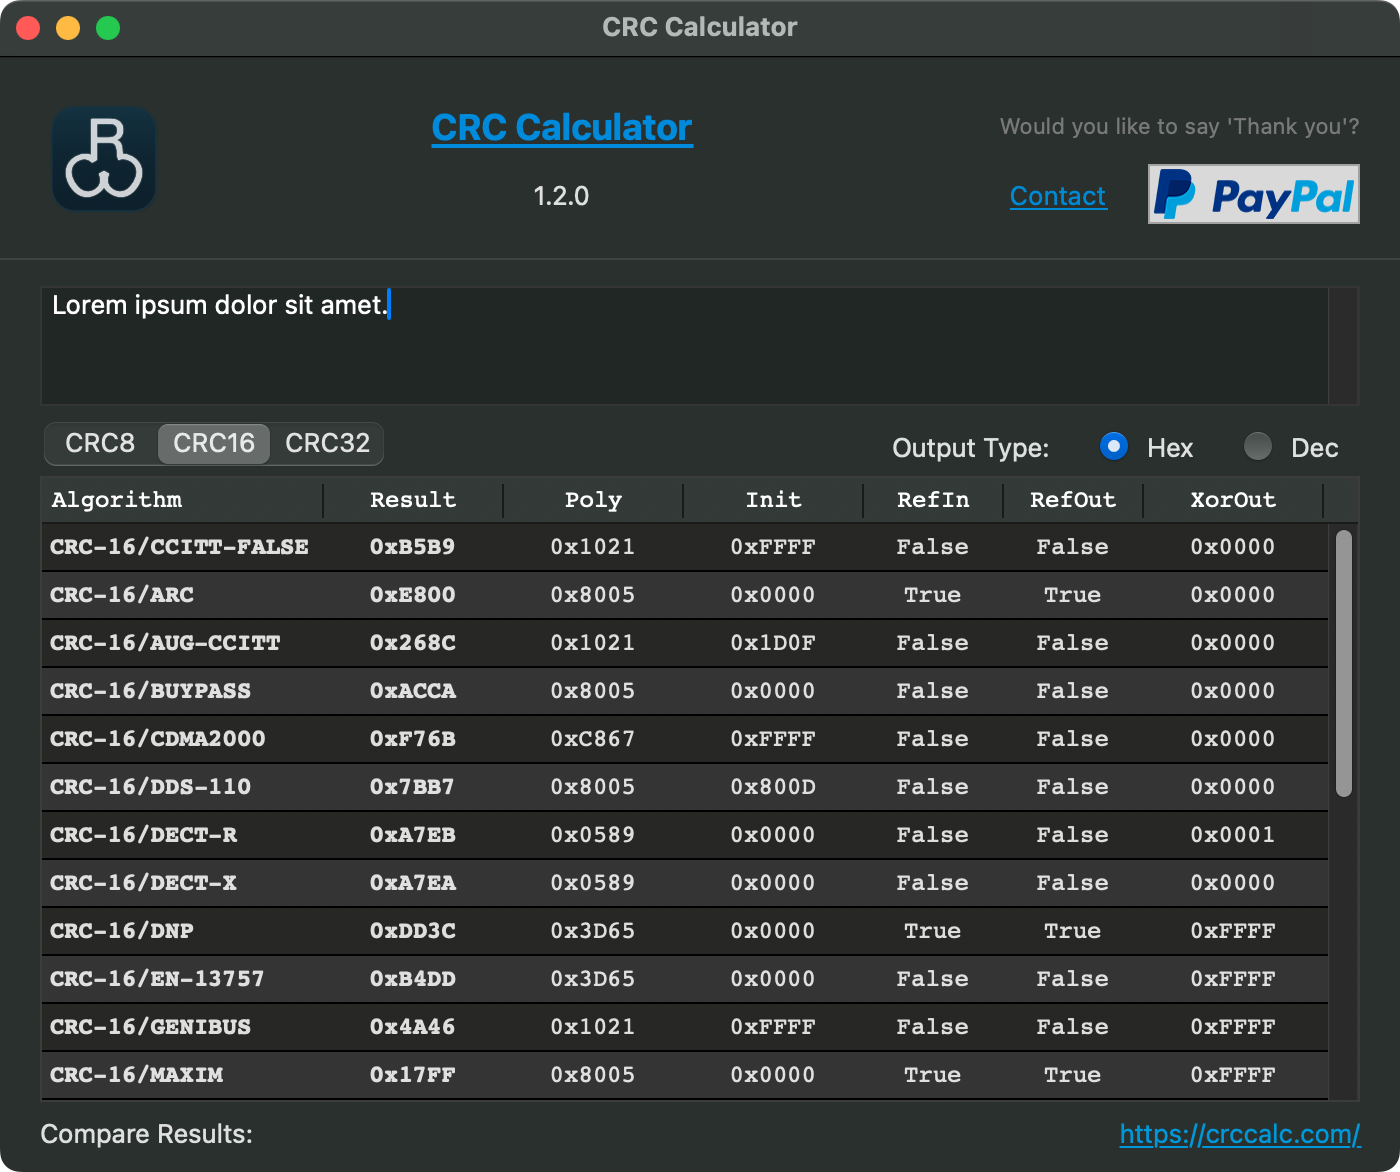 CRC Calculator
CRC Calculator
Would you like to say 'Thank you'?
1.2.0
Contact
PayPal
Lorem ipsum dolor sit amet.
CRC8 CRC16 CRC32
Output Type: Hex Dec
Algorithm Result Poly Init RefIn RefOut XorOut
CRC-16/CCITT-FALSE 0xB5B9 0x1021 0xFFFF False False 0x0000
CRC-16/ARC 0xE800 0x8005 0x0000 True True 0x0000
CRC-16/AUG-CCITT 0x268C 0x1021 0x1D0F False False 0x0000
CRC-16/BUYPASS 0xACCA 0x8005 0x0000 False False 0x0000
CRC-16/CDMA2000 0xF76B 0xC867 0xFFFF False False 0x0000
CRC-16/DDS-110 0x7BB7 0x8005 0x800D False False 0x0000
CRC-16/DECT-R 0xA7EB 0x0589 0x0000 False False 0x0001
CRC-16/DECT-X 0xA7EA 0x0589 0x0000 False False 0x0000
CRC-16/DNP 0xDD3C 0x3D65 0x0000 True True 0xFFFF
CRC-16/EN-13757 0xB4DD 0x3D65 0x0000 False False 0xFFFF
CRC-16/GENIBUS 0x4A46 0x1021 0xFFFF False False 0xFFFF
CRC-16/MAXIM 0x17FF 0x8005 0x0000 True True 0xFFFF
Compare Results: https://crccalc.com/